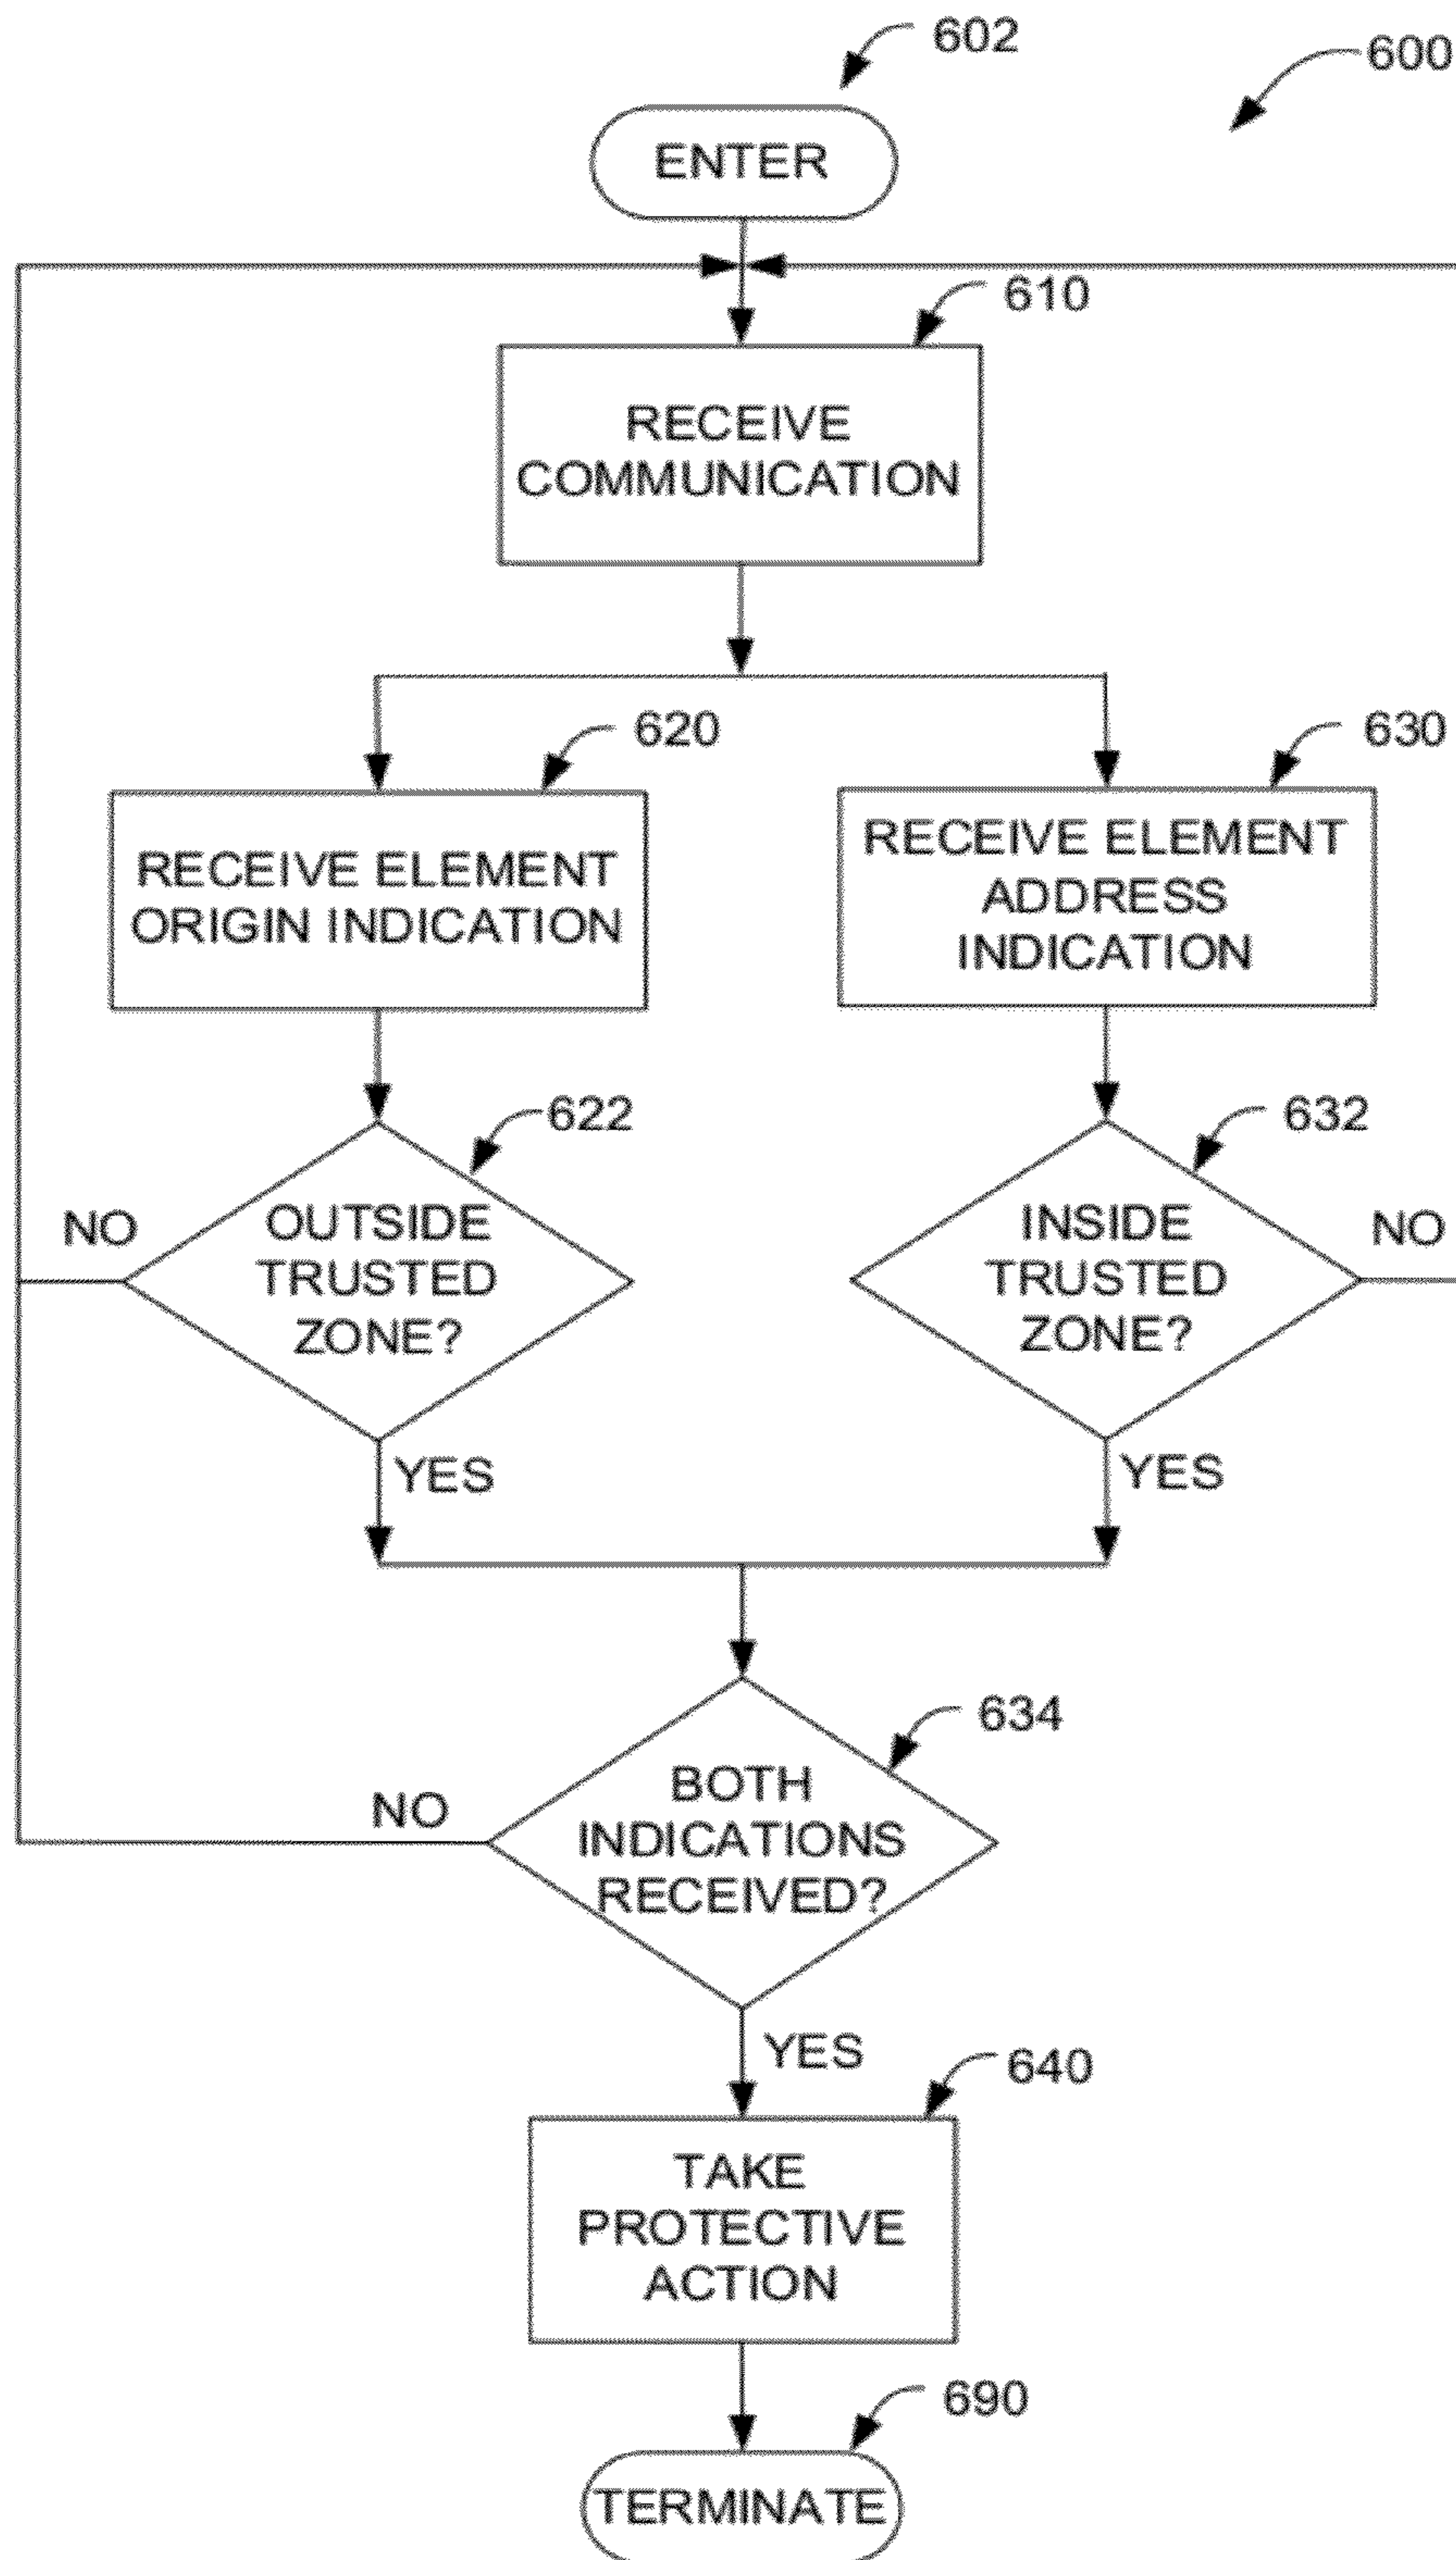 602
600
ENTER
610
RECEIVE
COMMUNICATION
620
630
RECEIVE ELEMENT
ORIGIN INDICATION
RECEIVE ELEMENT
ADDRESS
INDICATION
622
632
NO
OUTSIDE
TRUSTED
ZONE?
INSIDE
TRUSTED
ZONE?
NO
YES
YES
634
NO
BOTH
INDICATIONS
RECEIVED?
YES
640
TAKE
PROTECTIVE
ACTION
690
TERMINATE